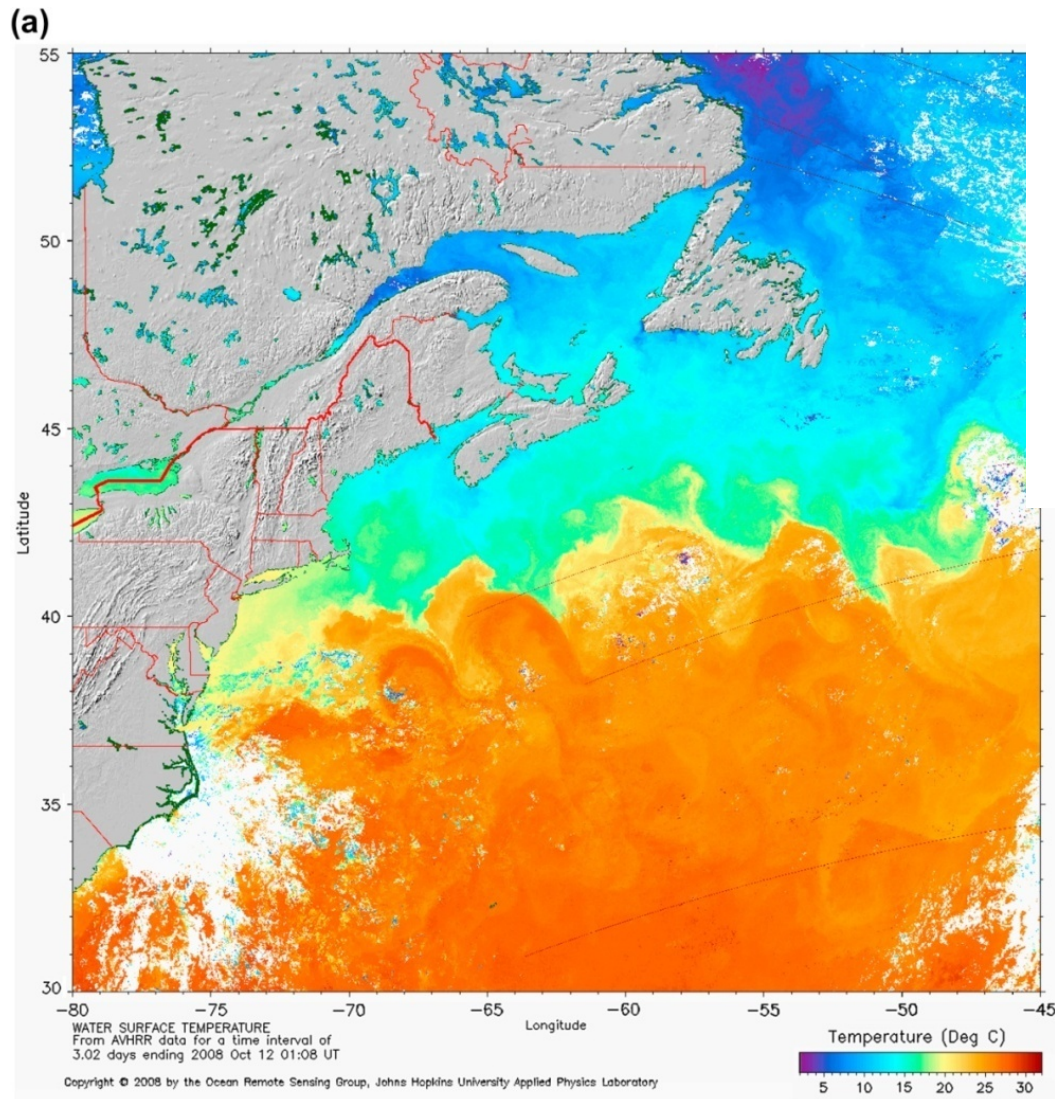 (a)
55
50
45
40
35
30
Latitude
-80 -75 -70 -65 -60 -55 -50 -45
Longitude
WATER SURFACE TEMPERATURE
From AVHRR data for a time interval of
3.02 days ending 2008 Oct 12 01:08 UT
Temperature (Deg C)
5 10 15 20 25 30
Copyright © 2008 by the Ocean Remote Sensing Group, Johns Hopkins University Applied Physics Laboratory